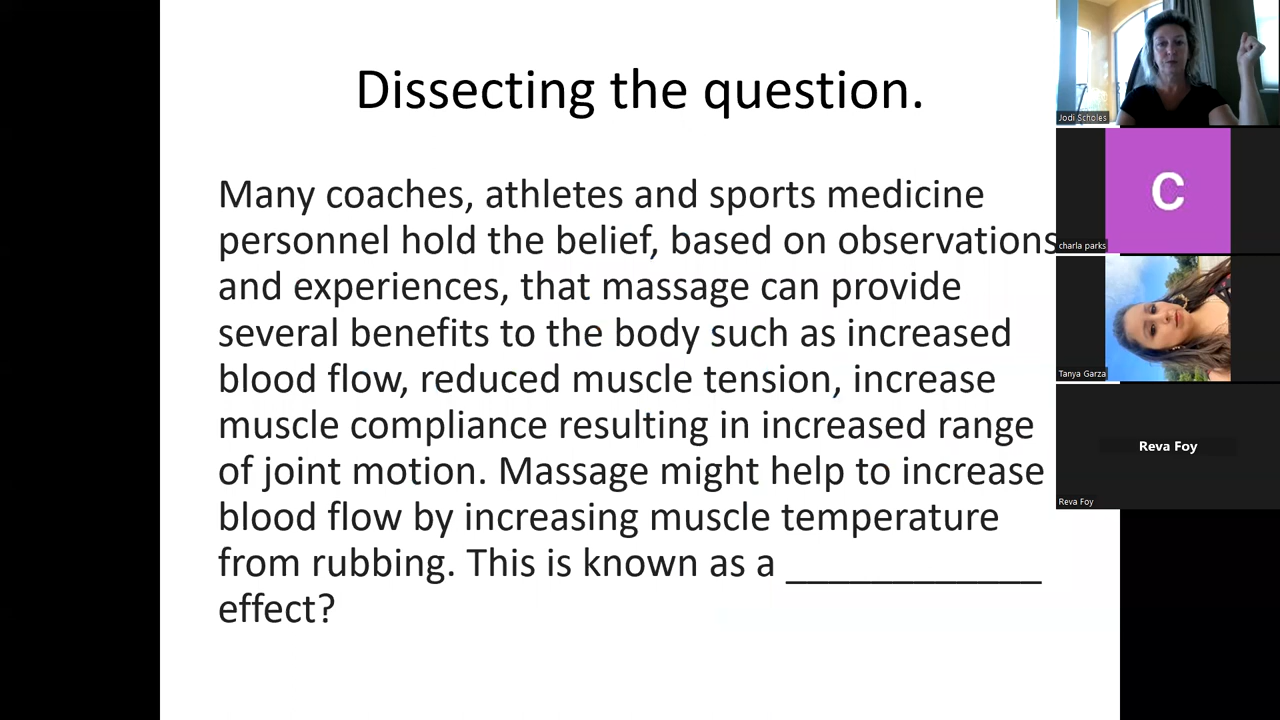 Dissecting the question.
Many coaches, athletes and sports medicine
personnel hold the belief, based on observations
and experiences, that massage can provide
several benefits to the body such as increased
blood flow, reduced muscle tension, increase
muscle compliance resulting in increased range
of joint motion. Massage might help to increase
blood flow by increasing muscle temperature
from rubbing. This is known as a ____________
effect?
Jodi Scholes
C
charla parks
Tanya Garza
Reva Foy
Reva Foy